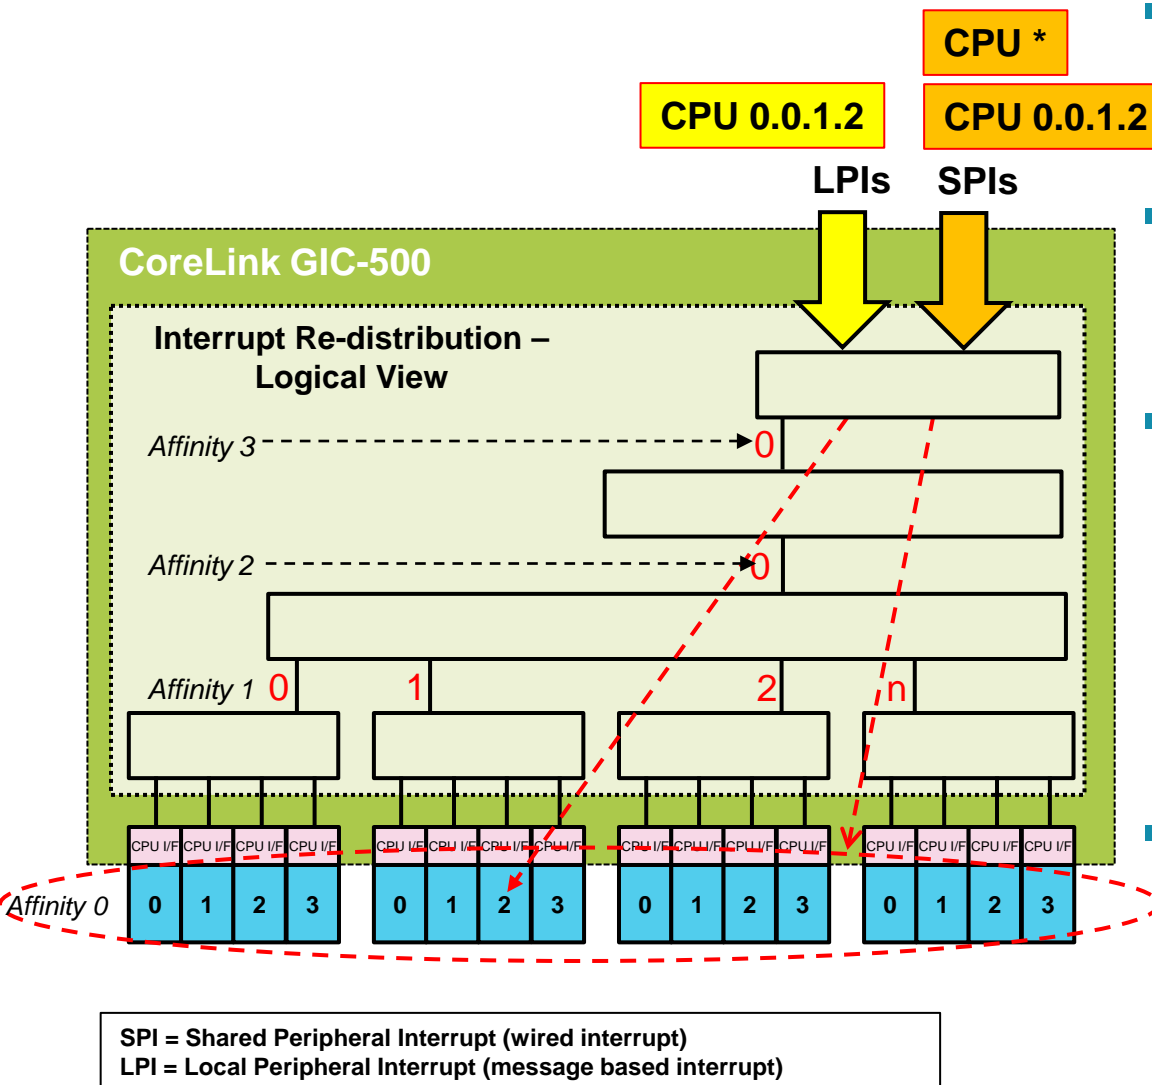 CPU *
CPU 0.0.1.2 CPU 0.0.1.2
LPIs SPIs
CoreLink GIC-500
Interrupt Re-distribution –
Logical View
Affinity 3 0
Affinity 2 0
Affinity 1 0 1 2 n
CPU I/F CPU I/F CPU I/F CPU I/F CPU I/F CPU I/F CPU I/F CPU I/F CPU I/F CPU I/F CPU I/F CPU I/F CPU I/F CPU I/F CPU I/F CPU I/F
Affinity 0 0 1 2 3 0 1 2 3 0 1 2 3 0 1 2 3
SPI = Shared Peripheral Interrupt (wired interrupt)
LPI = Local Peripheral Interrupt (message based interrupt)